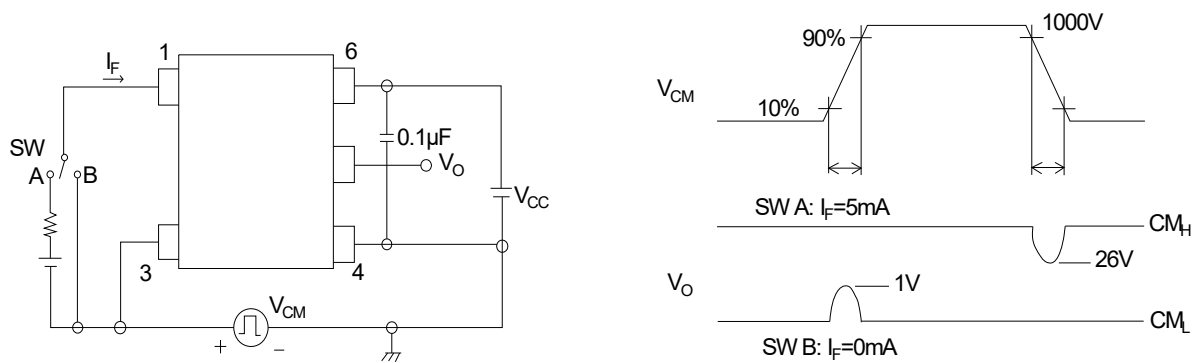 1
6
I_F
SW
A
B
0.1µF
V_O
V_CC
3
4
V_CM
+
–
90%
1000V
V_CM
10%
SW A: I_F=5mA
CM_H
26V
1V
V_O
CM_L
SW B: I_F=0mA